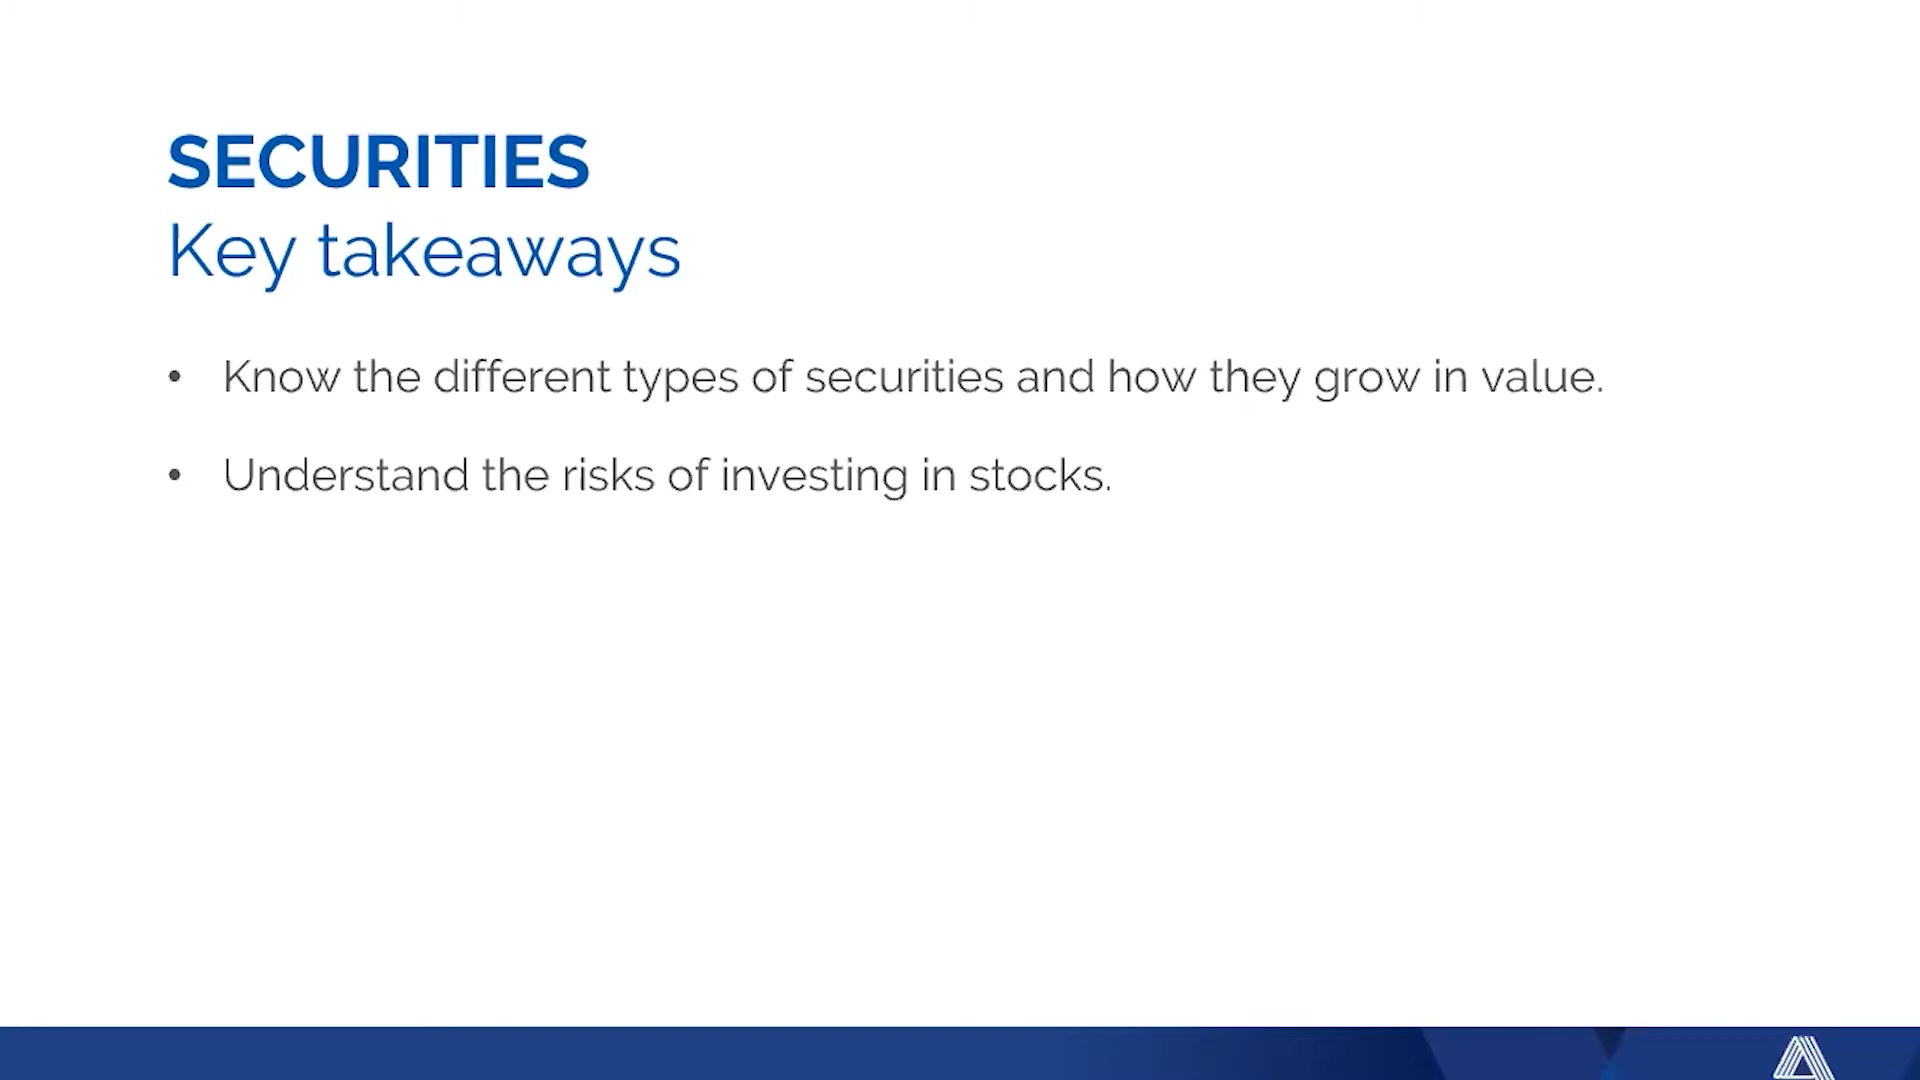 SECURITIES
Key takeaways
• Know the different types of securities and how they grow in value.
• Understand the risks of investing in stocks.